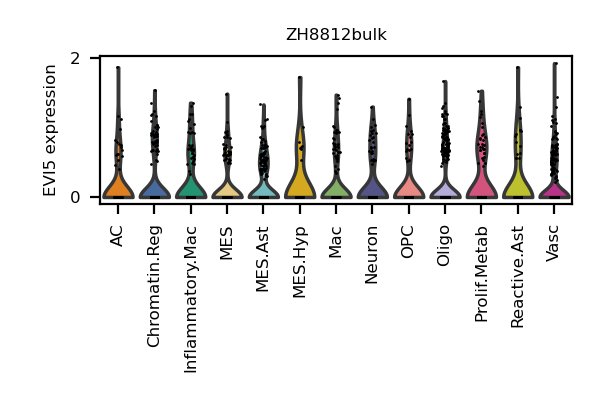 ZH8812bulk
EVI5 expression
2
0
AC
Chromatin.Reg
Inflammatory.Mac
MES
MES.Ast
MES.Hyp
Mac
Neuron
OPC
Oligo
Prolif.Metab
Reactive.Ast
Vasc